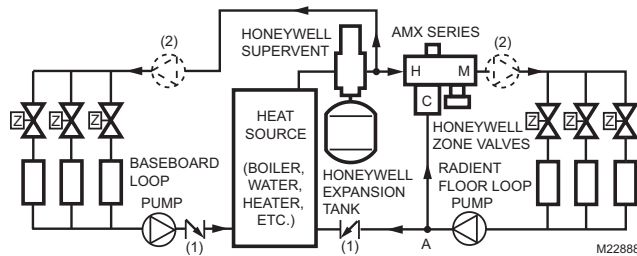 (2)
HONEYWELL
SUPERVENT
AMX SERIES
(2)
H
M
C
Z
Z
Z
Z
Z
Z
HEAT
SOURCE
(BOILER,
WATER,
HEATER,
ETC.)
HONEYWELL
ZONE VALVES
BASEBOARD
LOOP
PUMP
HONEYWELL
EXPANSION
TANK
RADIENT
FLOOR LOOP
PUMP
(1)
(1)
A
M22888